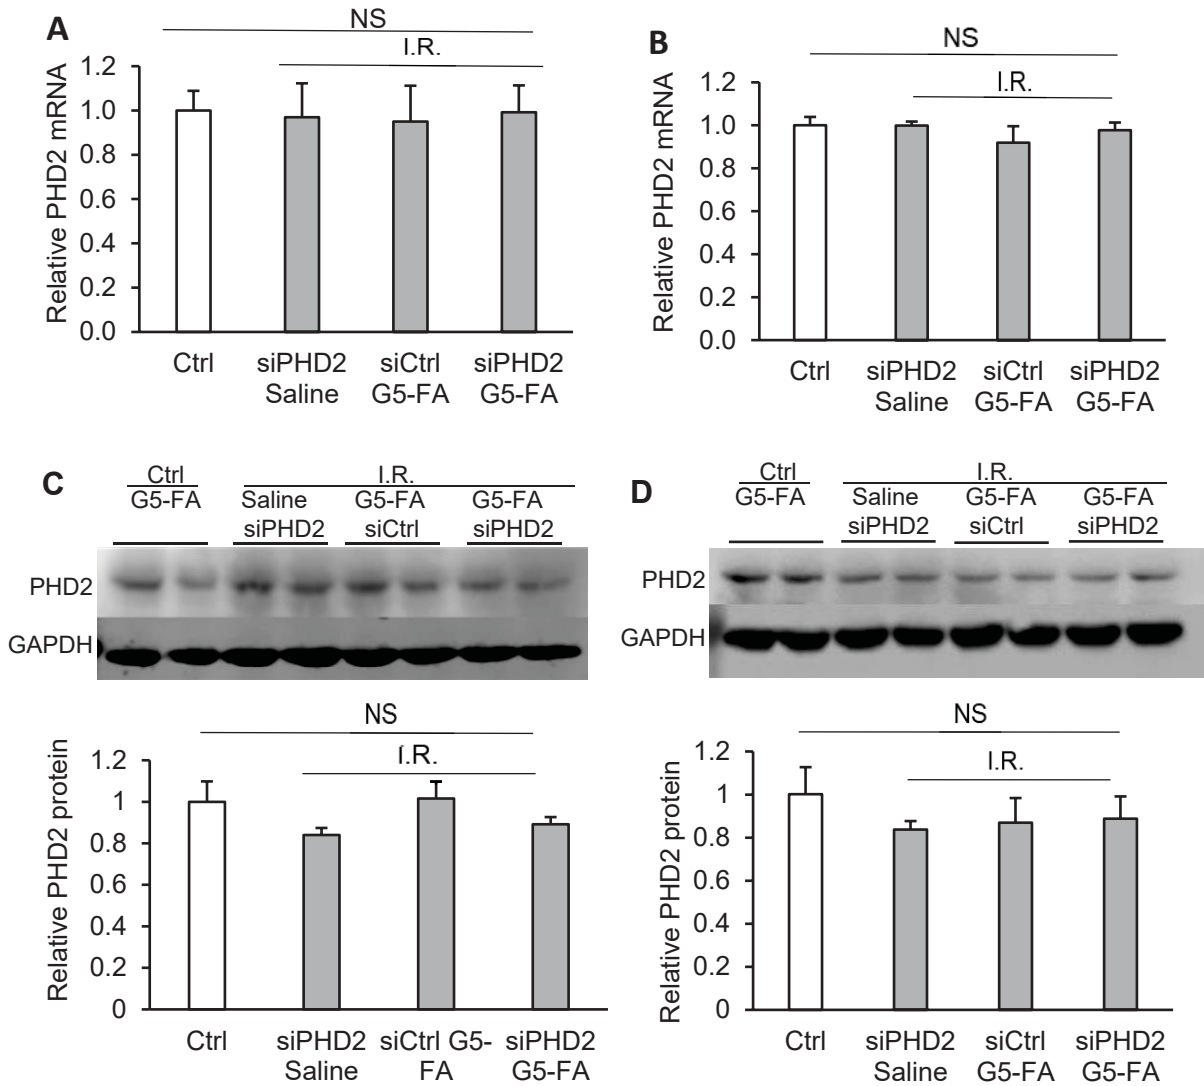 A
NS
I.R.
Relative PHD2 mRNA
1.2
1.0
0.8
0.6
0.4
0.2
0.0
Ctrl
siPHD2
Saline
siCtrl
G5-FA
siPHD2
G5-FA
B
NS
I.R.
Relative PHD2 mRNA
1.2
1.0
0.8
0.6
0.4
0.2
0.0
Ctrl
siPHD2
Saline
siCtrl
G5-FA
siPHD2
G5-FA
C
Ctrl
I.R.
G5-FA
Saline
G5-FA
G5-FA
siPHD2
siCtrl
siPHD2
PHD2
GAPDH
NS
I.R.
Relative PHD2 protein
1.2
1
0.8
0.6
0.4
0.2
0
Ctrl
siPHD2
Saline
siCtrl G5-
FA
siPHD2
G5-FA
D
Ctrl
I.R.
G5-FA
Saline
G5-FA
G5-FA
siPHD2
siCtrl
siPHD2
PHD2
GAPDH
NS
I.R.
Relative PHD2 protein
1.2
1
0.8
0.6
0.4
0.2
0
Ctrl
siPHD2
Saline
siCtrl
G5-FA
siPHD2
G5-FA